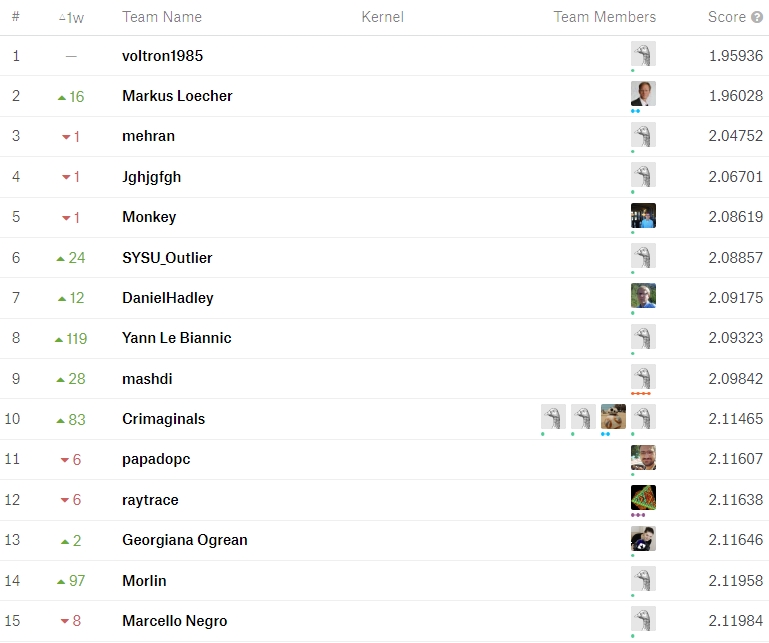 # △1w Team Name Kernel Team Members Score ?
1 — voltron1985 1.95936
2 ▲ 16 Markus Loecher 1.96028
3 ▼ 1 mehran 2.04752
4 ▼ 1 Jghjgfgh 2.06701
5 ▼ 1 Monkey 2.08619
6 ▲ 24 SYSU_Outlier 2.08857
7 ▲ 12 DanielHadley 2.09175
8 ▲ 119 Yann Le Biannic 2.09323
9 ▲ 28 mashdi 2.09842
10 ▲ 83 Crimaginals 2.11465
11 ▼ 6 papadopc 2.11607
12 ▼ 6 raytrace 2.11638
13 ▲ 2 Georgiana Ogrean 2.11646
14 ▲ 97 Morlin 2.11958
15 ▼ 8 Marcello Negro 2.11984